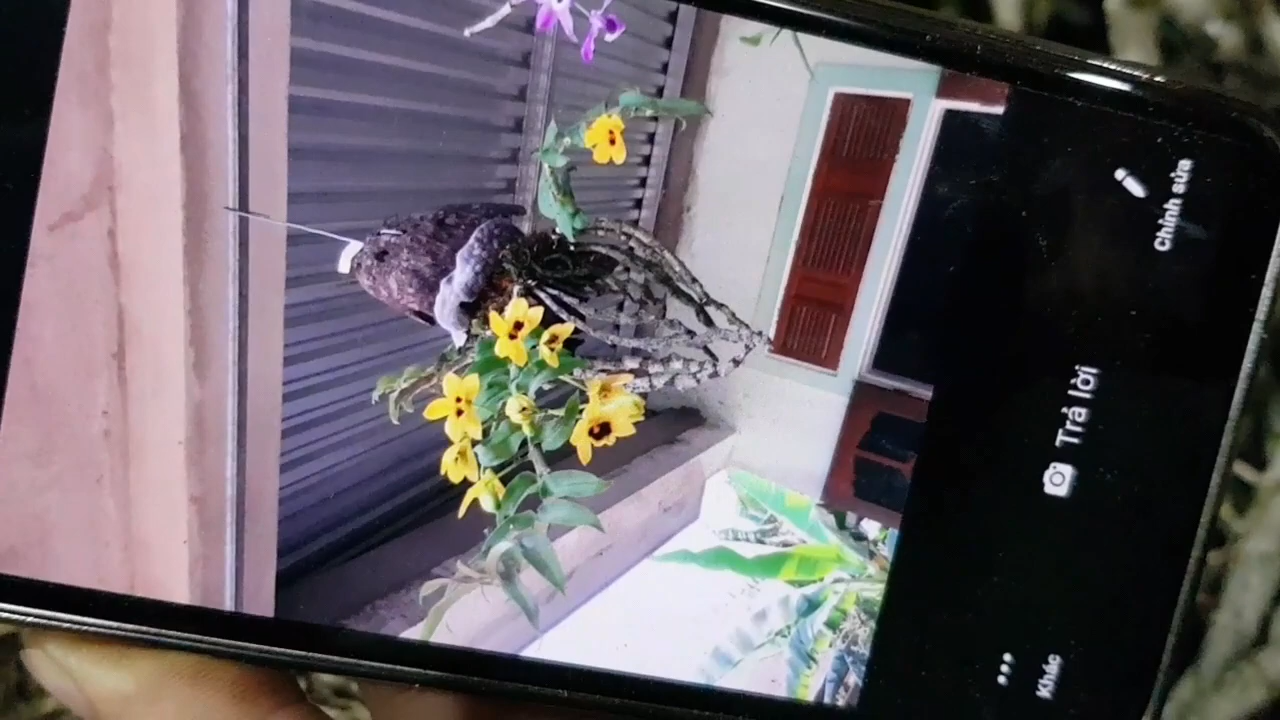 Chỉnh sửa
Trả lời
Khác